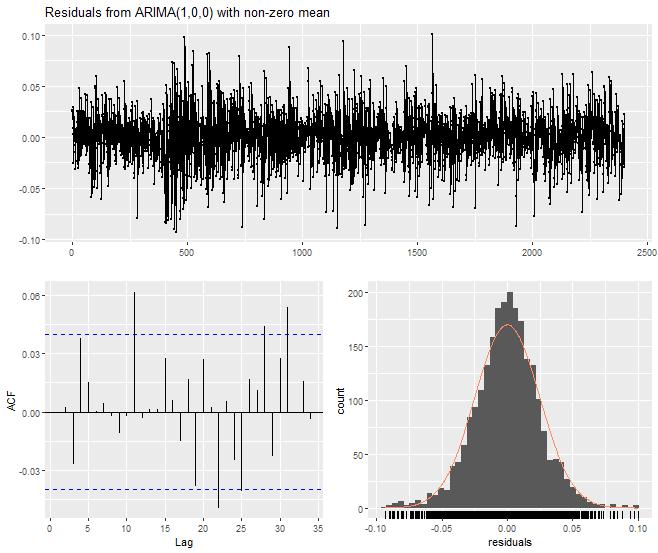 Residuals from ARIMA(1,0,0) with non-zero mean
0.10
0.05
0.00
-0.05
-0.10
0 500 1000 1500 2000 2500
0.06
0.03
0.00
-0.03
ACF
0 5 10 15 20 25 30 35
Lag
200
150
100
50
0
count
-0.10 -0.05 0.00 0.05 0.10
residuals